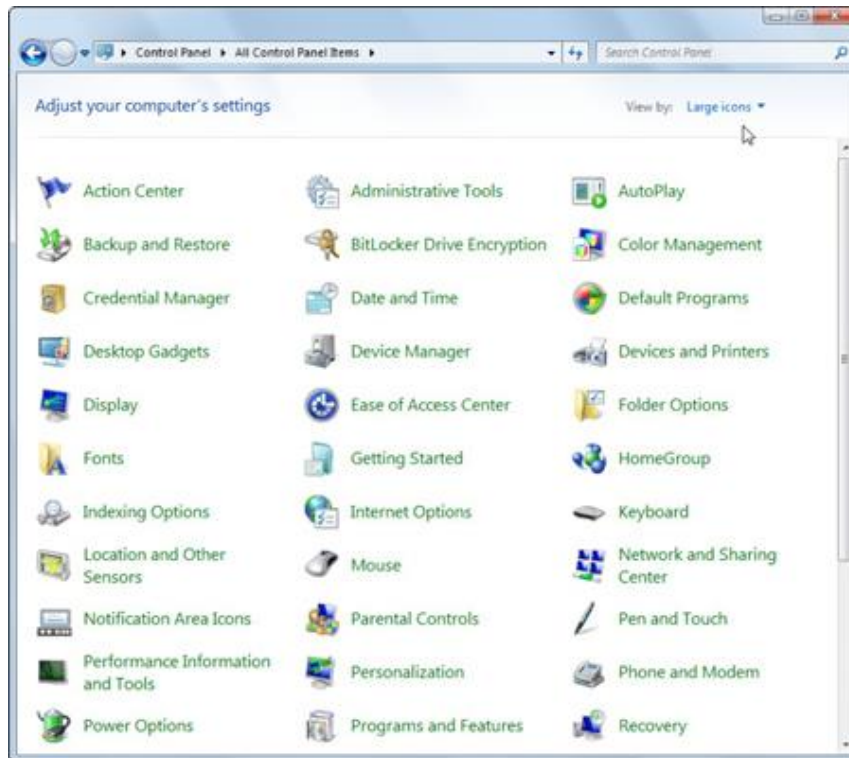 Control Panel ▸ All Control Panel Items ▸ Search Control Panel
Adjust your computer's settings View by: Large icons
Action Center Administrative Tools AutoPlay
Backup and Restore BitLocker Drive Encryption Color Management
Credential Manager Date and Time Default Programs
Desktop Gadgets Device Manager Devices and Printers
Display Ease of Access Center Folder Options
Fonts Getting Started HomeGroup
Indexing Options Internet Options Keyboard
Location and Other
Sensors
Mouse
Network and Sharing
Center
Notification Area Icons Parental Controls Pen and Touch
Performance Information
and Tools
Personalization Phone and Modem
Power Options Programs and Features Recovery